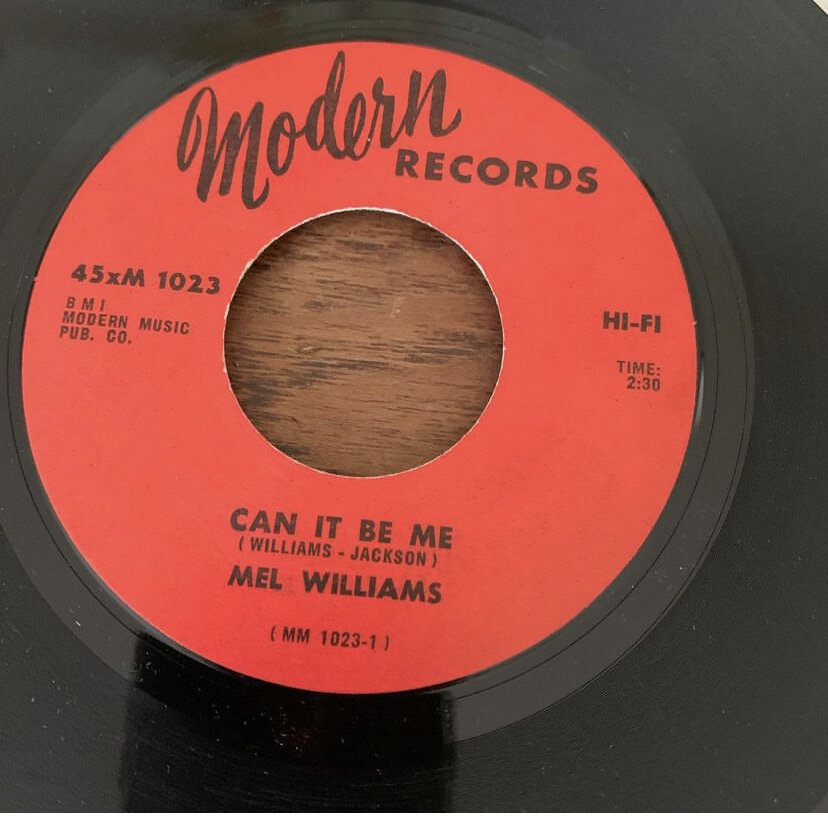 Modern
RECORDS
45xM 1023
BMI
MODERN MUSIC
PUB. CO.
HI-FI
TIME:
2:30
CAN IT BE ME
(WILLIAMS - JACKSON)
MEL WILLIAMS
(MM 1023-1)